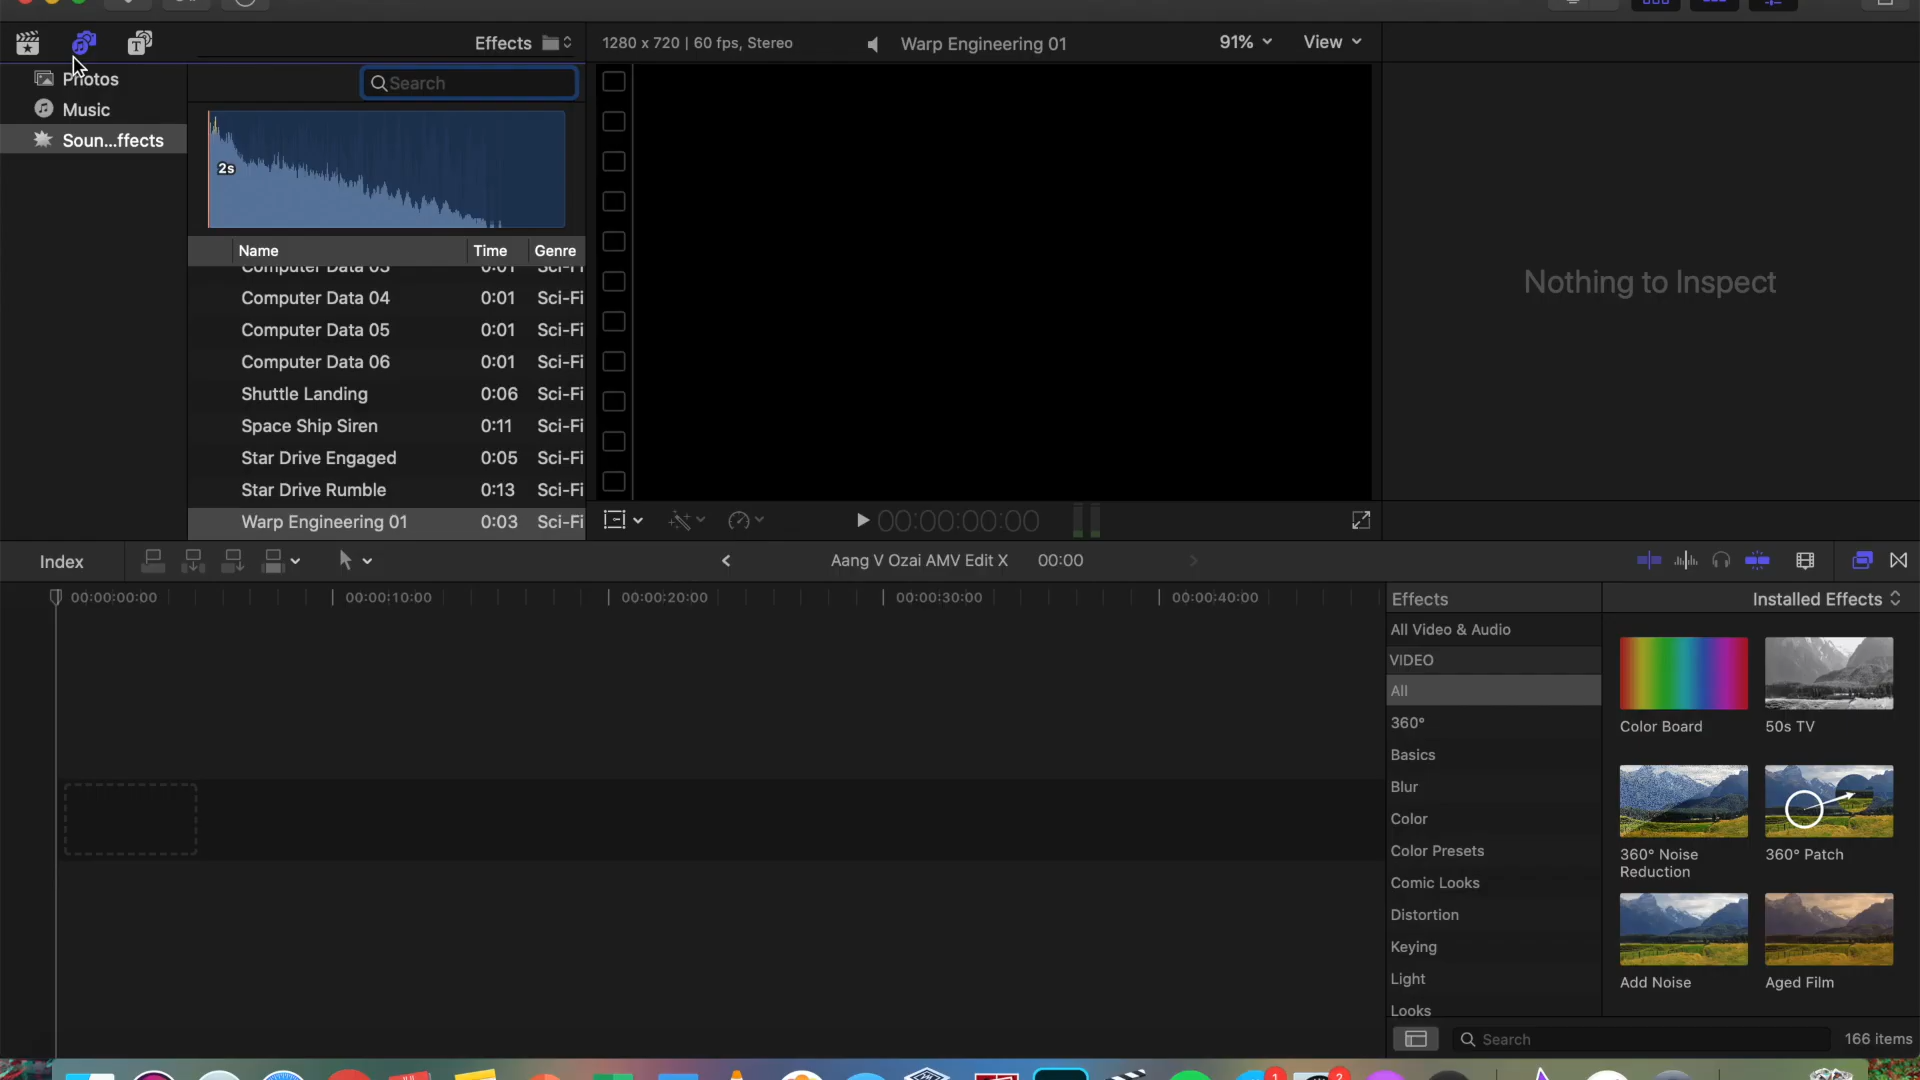 Effects
1280 x 720 | 60 fps, Stereo
Warp Engineering 01
91%
View
Photos
Music
Soun...ffects
Search
2s
Name Time Genre
Computer Data 03 0:01 Sci-Fi
Computer Data 04 0:01 Sci-Fi
Computer Data 05 0:01 Sci-Fi
Computer Data 06 0:01 Sci-Fi
Shuttle Landing 0:06 Sci-Fi
Space Ship Siren 0:11 Sci-Fi
Star Drive Engaged 0:05 Sci-Fi
Star Drive Rumble 0:13 Sci-Fi
Warp Engineering 01 0:03 Sci-Fi
Nothing to Inspect
00:00:00:00
Index
Aang V Ozai AMV Edit X 00:00
00:00:00:00 00:00:10:00 00:00:20:00 00:00:30:00 00:00:40:00
Effects
Installed Effects
All Video & Audio
VIDEO
All
360°
Basics
Blur
Color
Color Presets
Comic Looks
Distortion
Keying
Light
Looks
Color Board
50s TV
360° Noise
Reduction
360° Patch
Add Noise
Aged Film
Search
166 items
1
2